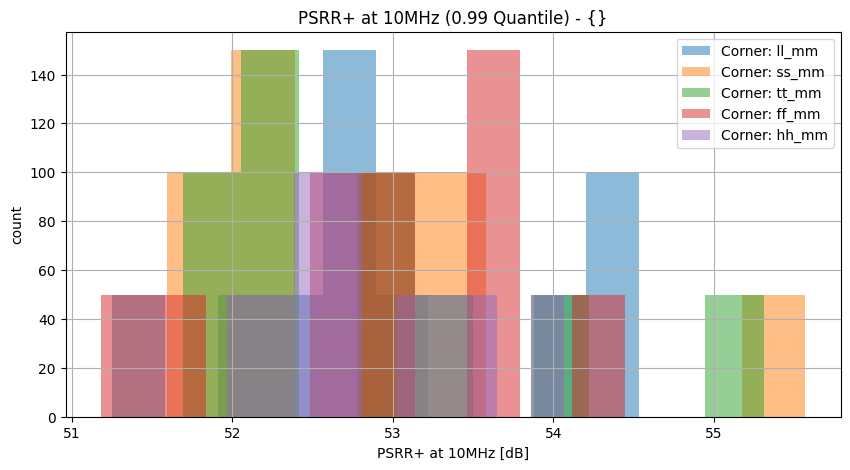 PSRR+ at 10MHz (0.99 Quantile) - {}
Corner: ll_mm
Corner: ss_mm
Corner: tt_mm
Corner: ff_mm
Corner: hh_mm
140
120
100
80
60
40
20
0
count
51
52
53
54
55
PSRR+ at 10MHz [dB]